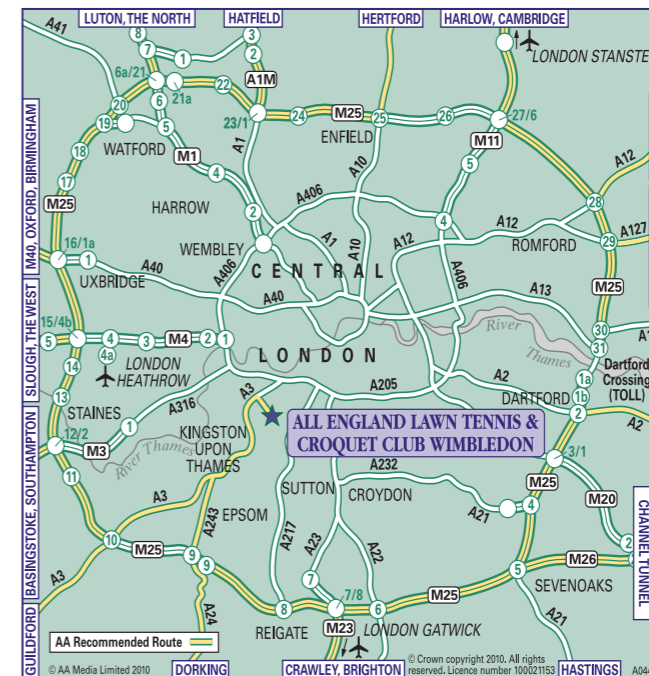 LUTON, THE NORTH
HATFIELD
HERTFORD
HARLOW, CAMBRIDGE
A41
8
7
1
3
2
LONDON STANSTE
6a/21
A1M
20
6
21a
22
23/1
24
M25
25
26
27/6
ENFIELD
19
5
WATFORD
18
M1
A1
A10
M11
5
A12
17
4
HARROW
A406
28
M25
2
4
A12
A127
M40, OXFORD, BIRMINGHAM
A1
A10
A12
ROMFORD
29
WEMBLEY
16/1a
1
A40
UXBRIDGE
A406
CENTRAL
A406
M25
A40
A13
15/4b
River
Thames
30
A1
31
5
4
3
M4
2
1
LONDON
4a
LONDON
HEATHROW
SLOUGH, THE WEST
14
A3
A205
A2
Dartford
Crossing
(TOLL)
1a
1b
DARTFORD
13
STAINES
A316
2
A2
ALL ENGLAND LAWN TENNIS &
CROQUET CLUB WIMBLEDON
12/2
1
M3
River Thames
KINGSTON
UPON
THAMES
3/1
A232
M25
M20
11
SUTTON
CROYDON
A21
4
A3
A243
EPSOM
A217
BASINGSTOKE, SOUTHAMPTON
CHANNEL TUNNEL
10
M25
9
9
A23
A22
M26
2
5
A3
7
SEVENOAKS
A24
M25
8
7/8
6
A21
REIGATE
M23
LONDON GATWICK
GUILDFORD
AA Recommended Route
© AA Media Limited 2010
DORKING
CRAWLEY, BRIGHTON
© Crown copyright 2010. All rights
reserved. Licence number 100021153
HASTINGS
A044